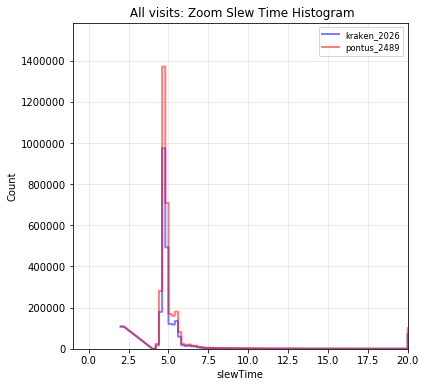 All visits: Zoom Slew Time Histogram
kraken_2026
pontus_2489
1400000
1200000
1000000
800000
600000
400000
200000
0
Count
0.0 2.5 5.0 7.5 10.0 12.5 15.0 17.5 20.0
slewTime